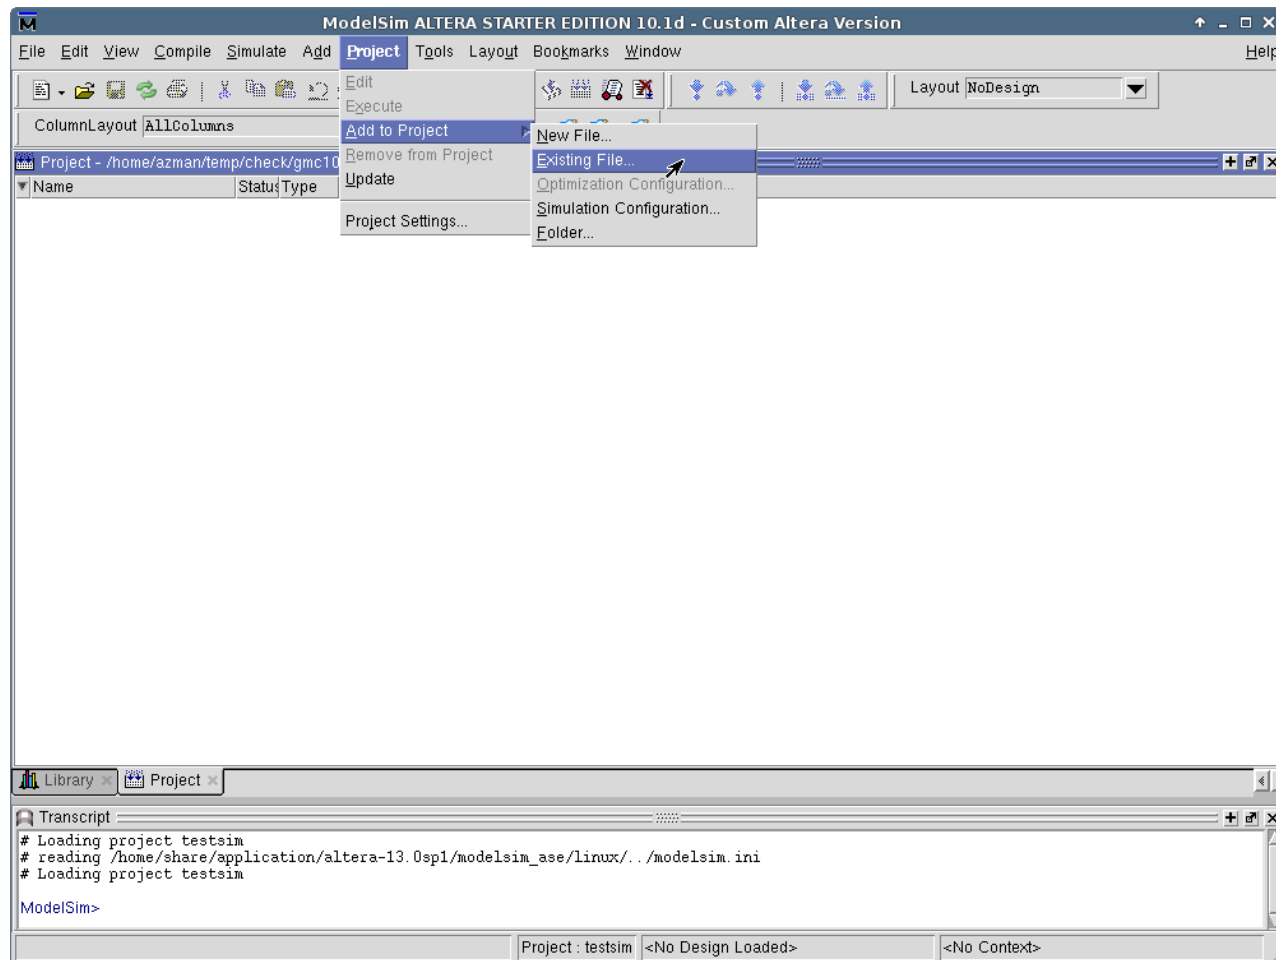 ModelSim ALTERA STARTER EDITION 10.1d - Custom Altera Version
File Edit View Compile Simulate Add Project Tools Layout Bookmarks Window Help
Layout NoDesign
ColumnLayout AllColumns
Edit
Execute
Add to Project
Remove from Project
Update
Project Settings...
New File...
Existing File...
Optimization Configuration...
Simulation Configuration...
Folder...
Project - /home/azman/temp/check/gmc10
Name Status Type
Library Project
Transcript
# Loading project testsim
# reading /home/share/application/altera-13.0sp1/modelsim_ase/linux/../modelsim.ini
# Loading project testsim
ModelSim>
Project : testsim <No Design Loaded> <No Context>